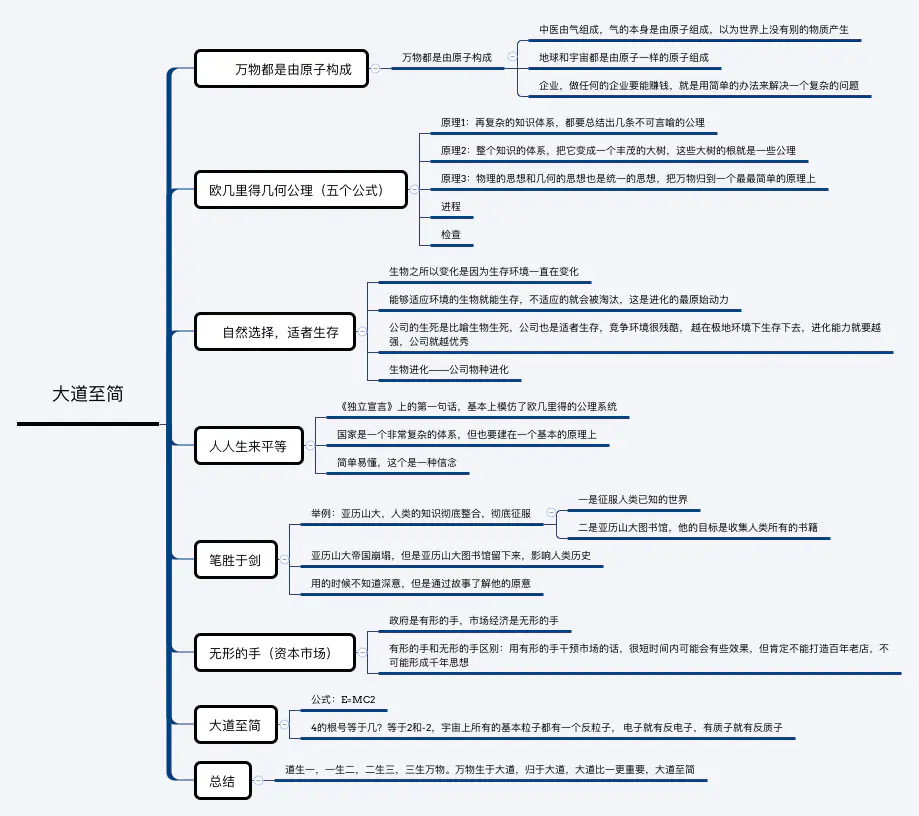 大道至简
万物都是由原子构成
万物都是由原子构成
中医由气组成，气的本身是由原子组成，以为世界上没有别的物质产生
地球和宇宙都是由原子一样的原子组成
企业，做任何的企业要能赚钱，就是用简单的办法来解决一个复杂的问题
欧几里得几何公理（五个公式）
原理1：再复杂的知识体系，都要总结出几条不可言喻的公理
原理2：整个知识的体系，把它变成一个丰茂的大树，这些大树的根就是一些公理
原理3：物理的思想和几何的思想也是统一的思想，把万物归到一个最最简单的原理上
进程
检查
自然选择，适者生存
生物之所以变化是因为生存环境一直在变化
能够适应环境的生物就能生存，不适应的就会被淘汰，这是进化的最原始动力
公司的生死是比喻生物生死，公司也是适者生存，竞争环境很残酷， 越在极地环境下生存下去，进化能力就要越
强，公司就越优秀
生物进化——公司物种进化
人人生来平等
《独立宣言》上的第一句话，基本上模仿了欧几里得的公理系统
国家是一个非常复杂的体系，但也要建在一个基本的原理上
简单易懂，这个是一种信念
笔胜于剑
举例：亚历山大，人类的知识彻底整合，彻底征服
一是征服人类已知的世界
二是亚历山大图书馆，他的目标是收集人类所有的书籍
亚历山大帝国崩塌，但是亚历山大图书馆留下来，影响人类历史
用的时候不知道深意，但是通过故事了解他的原意
无形的手（资本市场）
政府是有形的手，市场经济是无形的手
有形的手和无形的手区别：用有形的手干预市场的话，很短时间内可能会有些效果，但肯定不能打造百年老店，不
可能形成千年思想
大道至简
公式：E=MC2
4的根号等于几？等于2和-2，宇宙上所有的基本粒子都有一个反粒子， 电子就有反电子，有质子就有反质子
总结
道生一，一生二，二生三，三生万物。万物生于大道，归于大道，大道比一更重要，大道至简